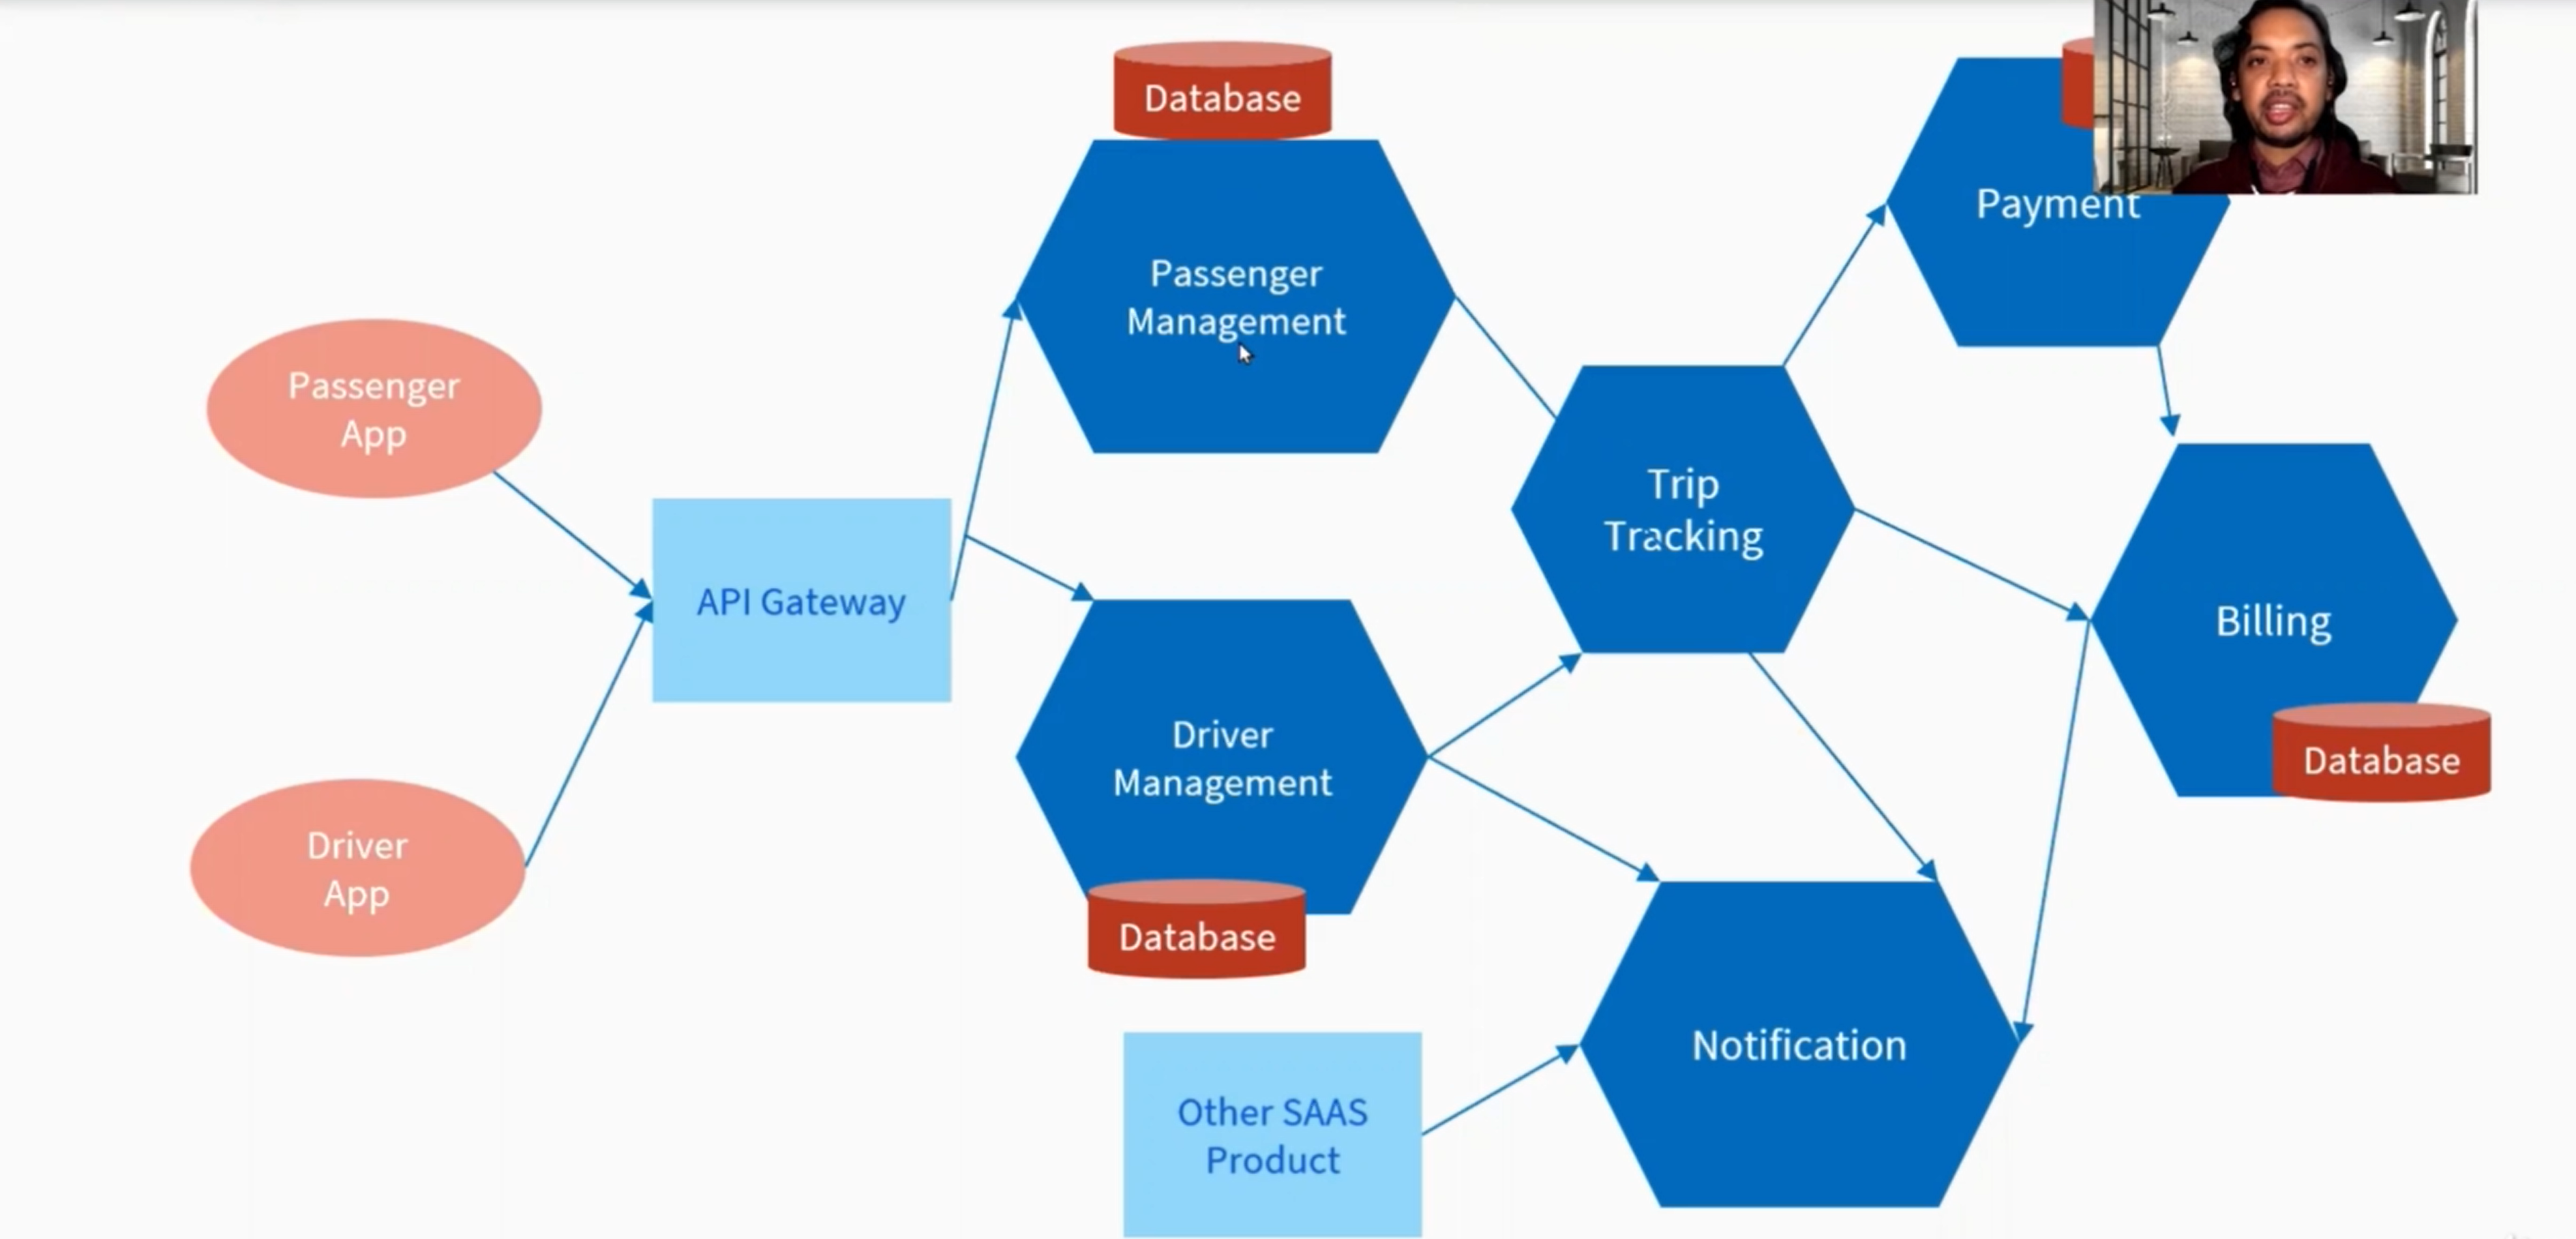 Database
Passenger
Management
Payment
Passenger
App
API Gateway
Trip
Tracking
Billing
Database
Driver
Management
Driver
App
Database
Notification
Other SAAS
Product